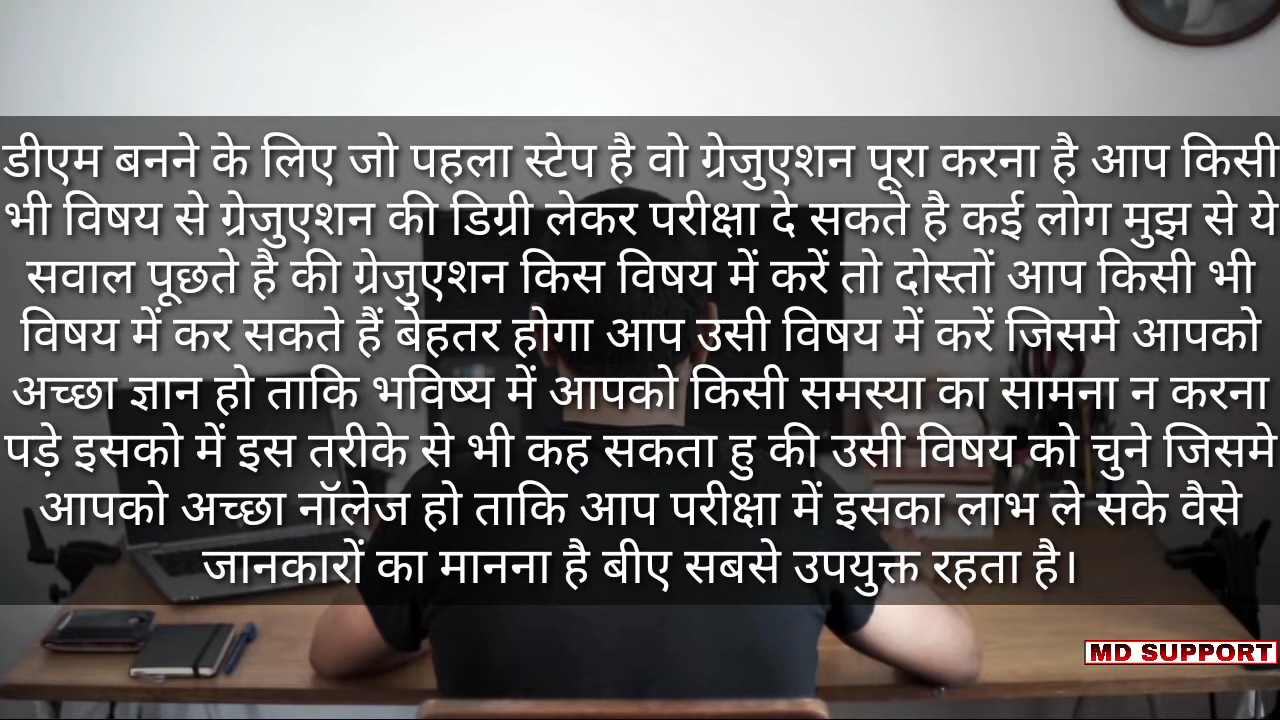 डीएम बनने के लिए जो पहला स्टेप है वो ग्रेजुएशन पूरा करना है आप किसी
भी विषय से ग्रेजुएशन की डिग्री लेकर परीक्षा दे सकते है कई लोग मुझ से ये
सवाल पूछते है की ग्रेजुएशन किस विषय में करें तो दोस्तों आप किसी भी
विषय में कर सकते हैं बेहतर होगा आप उसी विषय में करें जिसमे आपको
अच्छा ज्ञान हो ताकि भविष्य में आपको किसी समस्या का सामना न करना
पड़े इसको में इस तरीके से भी कह सकता हु की उसी विषय को चुने जिसमे
आपको अच्छा नॉलेज हो ताकि आप परीक्षा में इसका लाभ ले सके वैसे
जानकारों का मानना है बीए सबसे उपयुक्त रहता है।
MD SUPPORT